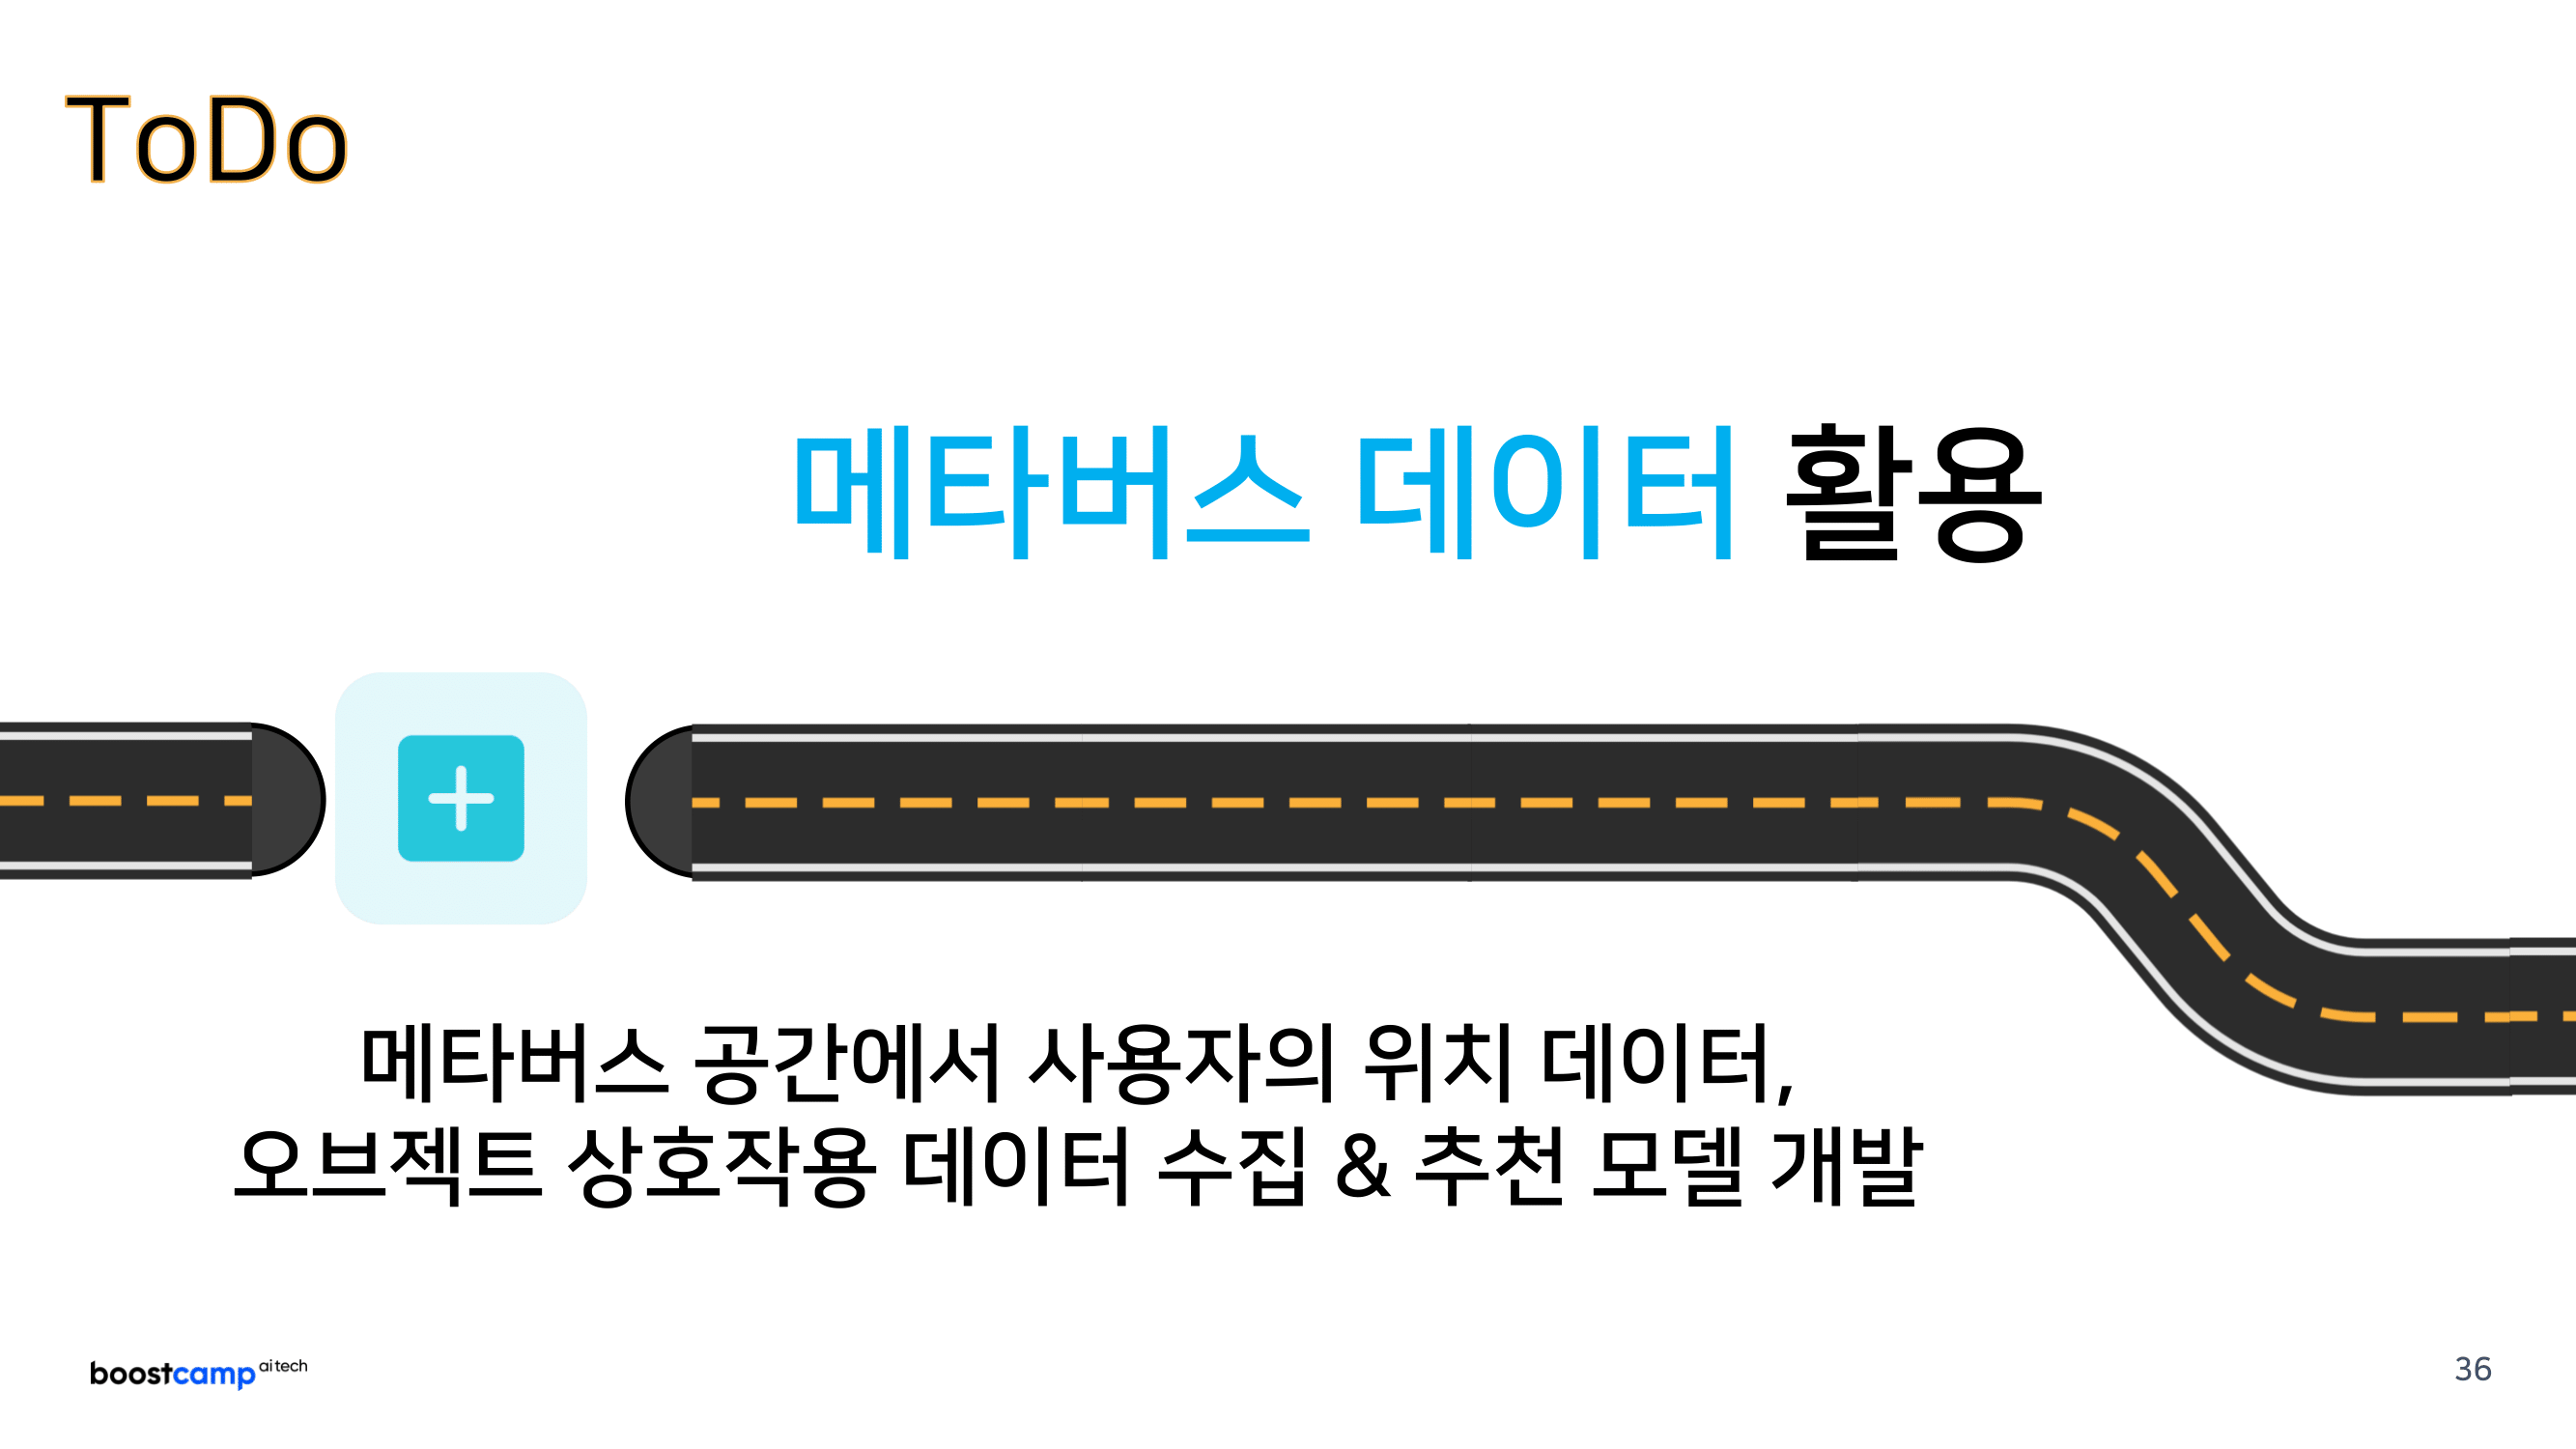 ToDo
메타버스 데이터 활용
메타버스 공간에서 사용자의 위치 데이터,
오브젝트 상호작용 데이터 수집 & 추천 모델 개발
boostcamp ai tech
36